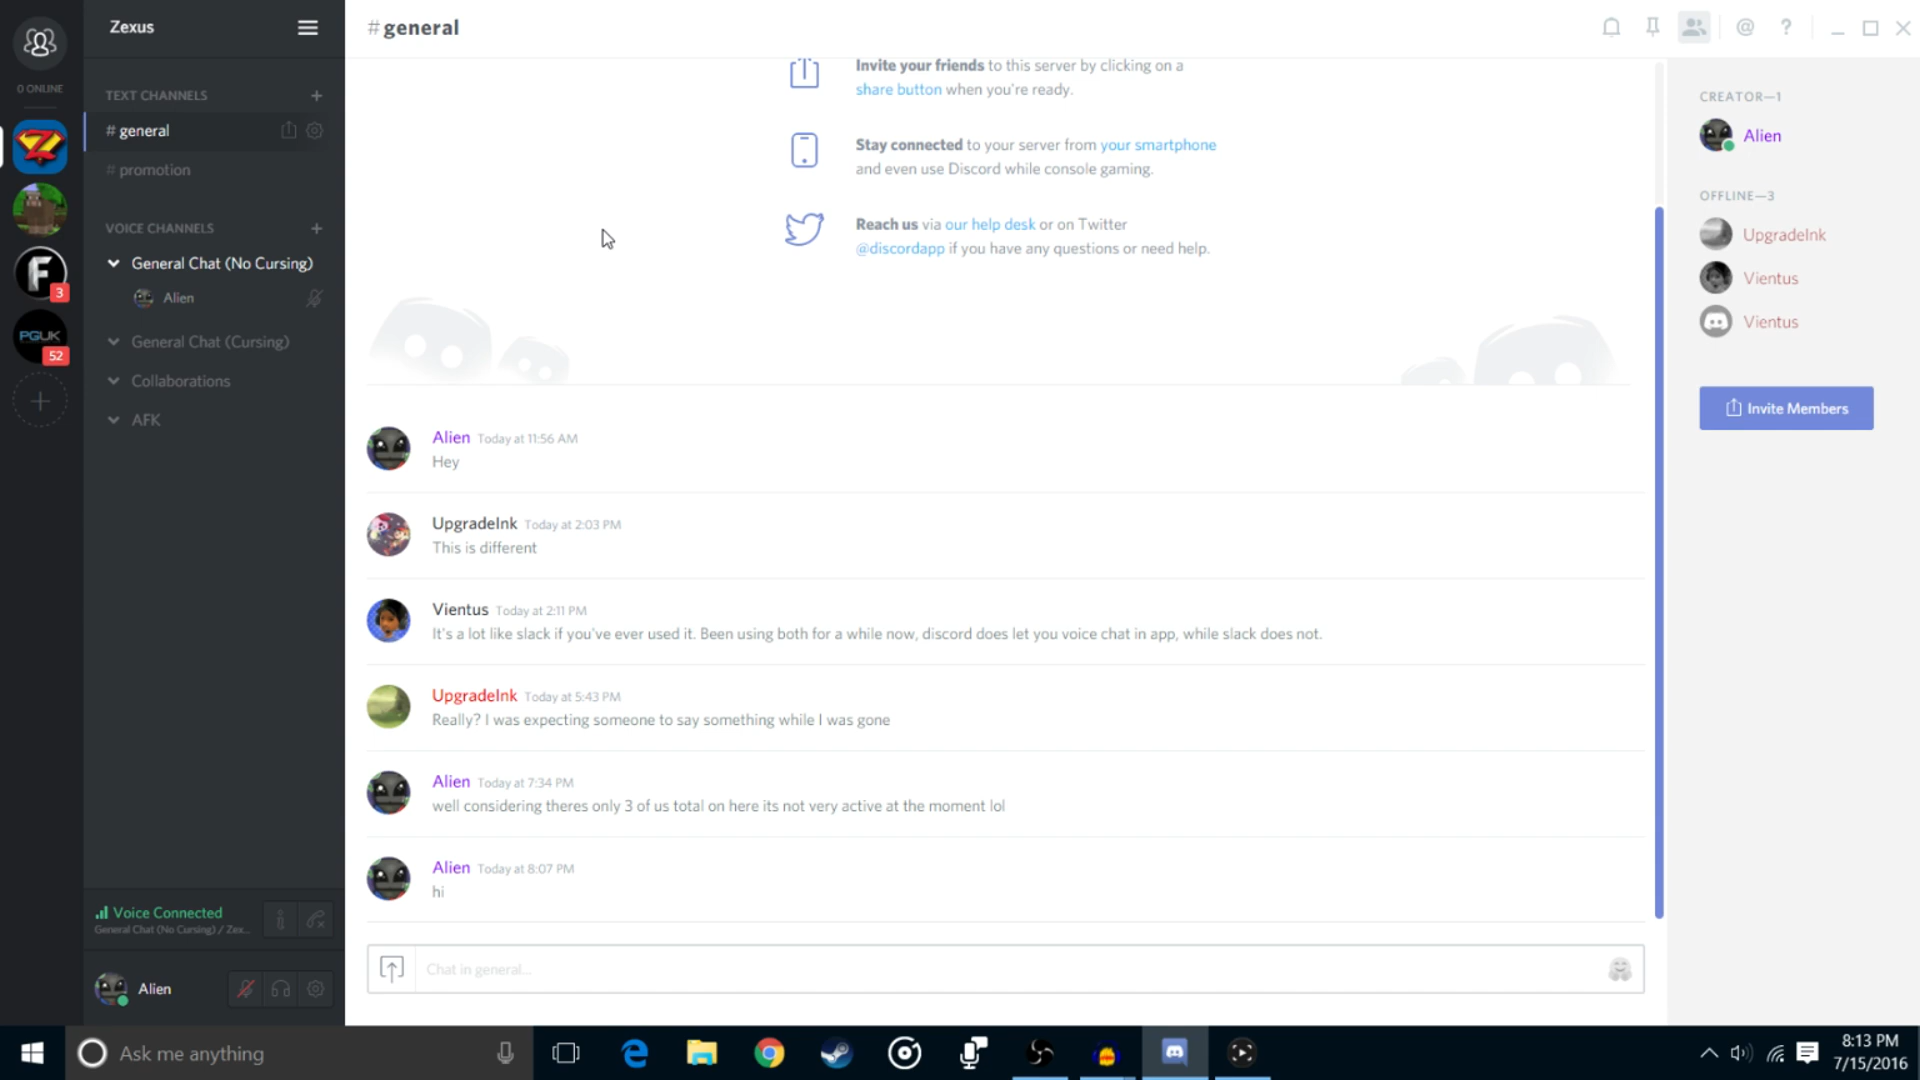 0 ONLINE
3
PGUK
52
Zexus
TEXT CHANNELS
# general
# promotion
VOICE CHANNELS
General Chat (No Cursing)
Alien
General Chat (Cursing)
Collaborations
AFK
Voice Connected
General Chat (No Cursing) / Zex...
Alien
#general
Invite your friends to this server by clicking on a
share button when you're ready.
Stay connected to your server from your smartphone
and even use Discord while console gaming.
Reach us via our help desk or on Twitter
@discordapp if you have any questions or need help.
Alien Today at 11:56 AM
Hey
UpgradeInk Today at 2:03 PM
This is different
Vientus Today at 2:11 PM
It's a lot like slack if you've ever used it. Been using both for a while now, discord does let you voice chat in app, while slack does not.
UpgradeInk Today at 5:43 PM
Really? I was expecting someone to say something while I was gone
Alien Today at 7:34 PM
well considering theres only 3 of us total on here its not very active at the moment lol
Alien Today at 8:07 PM
hi
Chat in general...
CREATOR—1
Alien
OFFLINE—3
UpgradeInk
Vientus
Vientus
Invite Members
Ask me anything
8:13 PM
7/15/2016